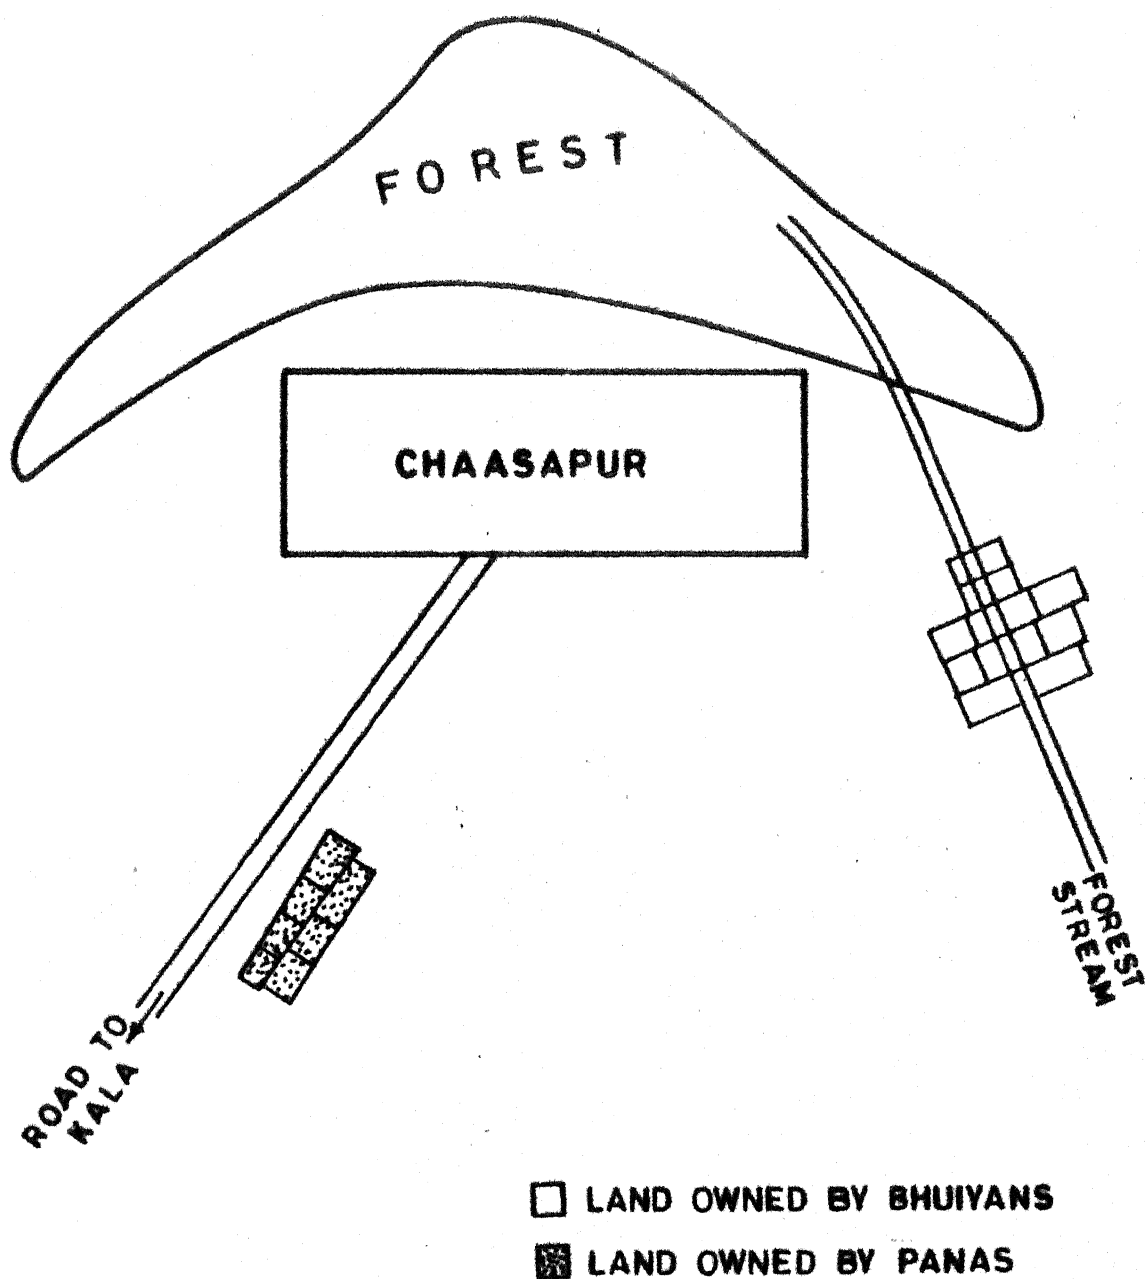 FOREST
CHAASAPUR
FOREST
STREAM
ROAD TO
KALA
LAND OWNED BY BHUIYANS
LAND OWNED BY PANAS